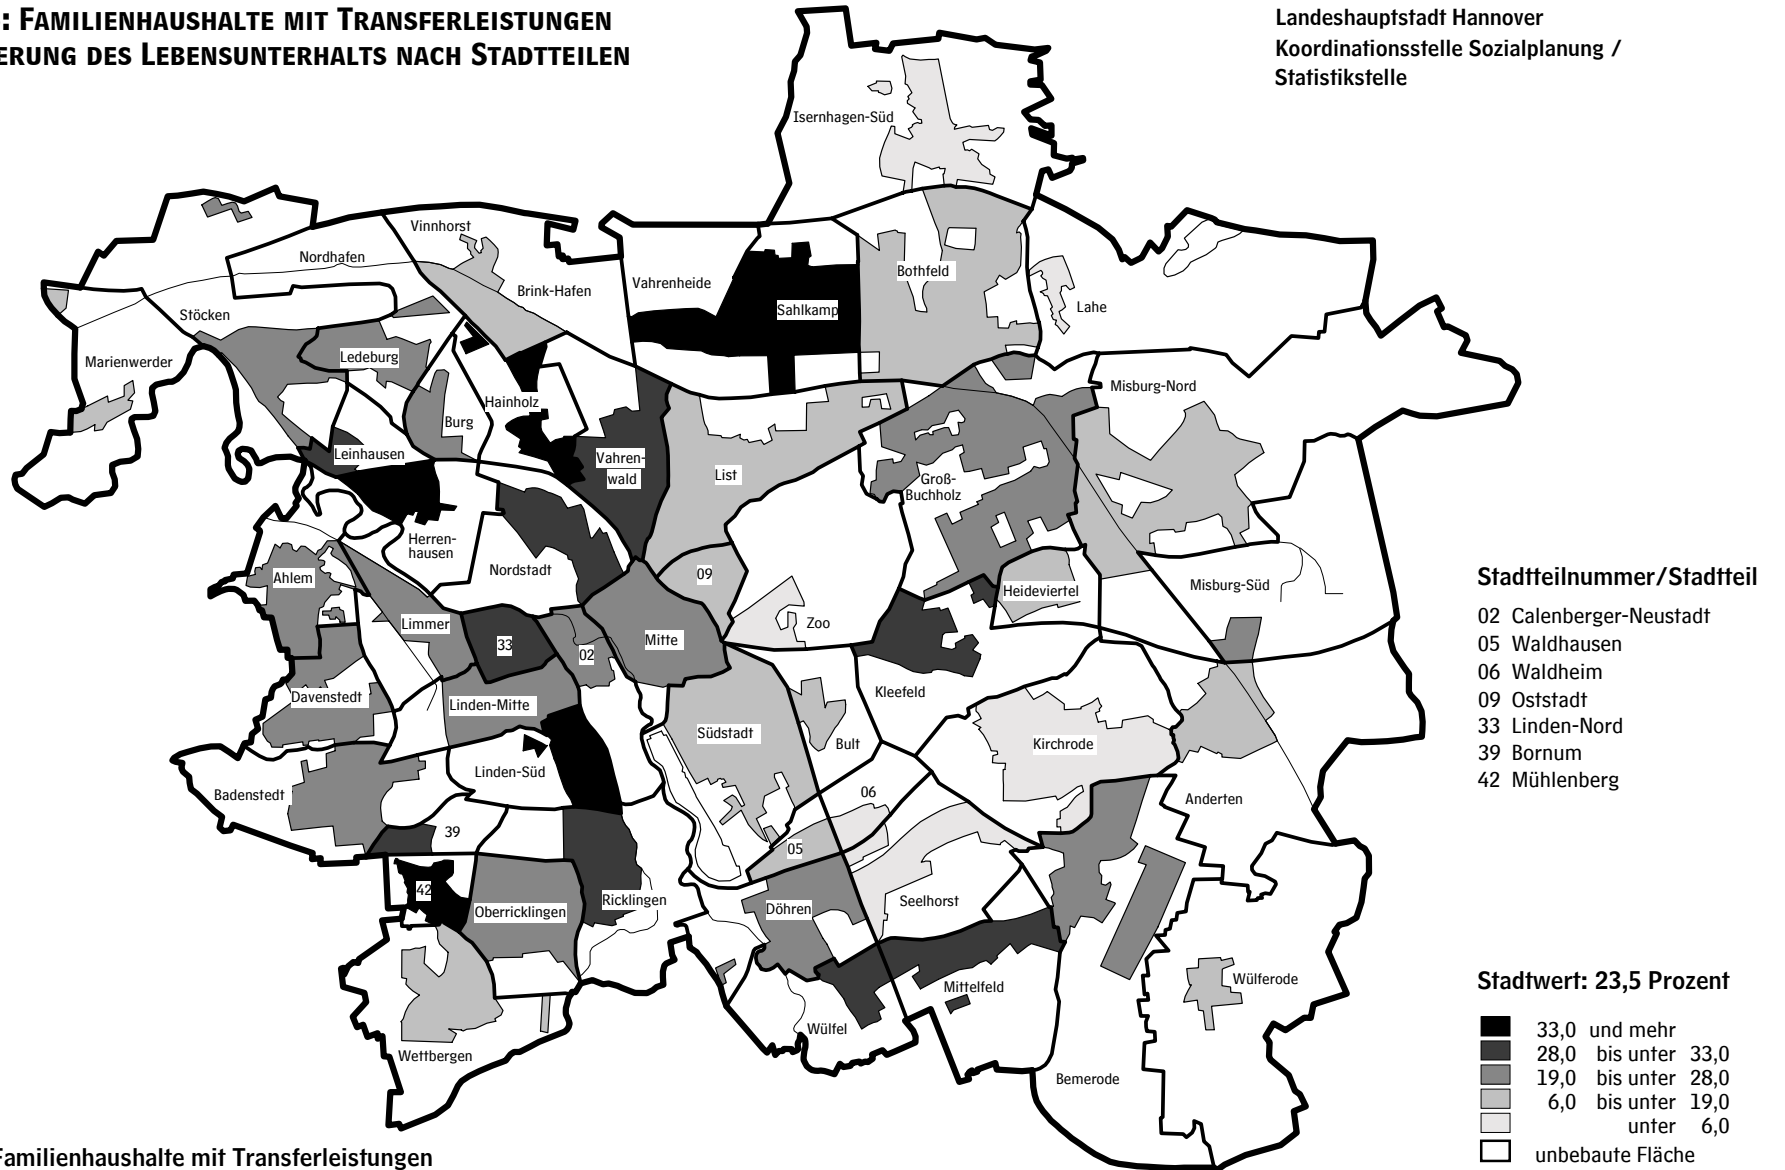 : FAMILIENHAUSHALTE MIT TRANSFERLEISTUNGEN
ERUNG DES LEBENSUNTERHALTS NACH STADTTEILEN
Landeshauptstadt Hannover
Koordinationsstelle Sozialplanung /
Statistikstelle
Isernhagen-Süd
Vinnhorst
Nordhafen
Brink-Hafen
Vahrenheide
Bothfeld
Sahlkamp
Lahe
Stöcken
Marienwerder
Ledeburg
Misburg-Nord
Hainholz
Burg
Leinhausen
Vahren-
wald
List
Groß-
Buchholz
Herren-
hausen
Nordstadt
Ahlem
09
Heideviertel
Misburg-Süd
Limmer
Zoo
33
02
Mitte
Davenstedt
Linden-Mitte
Kleefeld
Südstadt
Bult
Kirchrode
Linden-Süd
Badenstedt
06
Anderten
39
05
42
Oberricklingen
Ricklingen
Döhren
Seelhorst
Mittelfeld
Wülferode
Wülfel
Wettbergen
Bemerode
Stadtteilnummer/Stadtteil
02 Calenberger-Neustadt
05 Waldhausen
06 Waldheim
09 Oststadt
33 Linden-Nord
39 Bornum
42 Mühlenberg
Stadtwert: 23,5 Prozent
33,0 und mehr
28,0 bis unter 33,0
19,0 bis unter 28,0
6,0 bis unter 19,0
unter 6,0
unbebaute Fläche
Familienhaushalte mit Transferleistungen